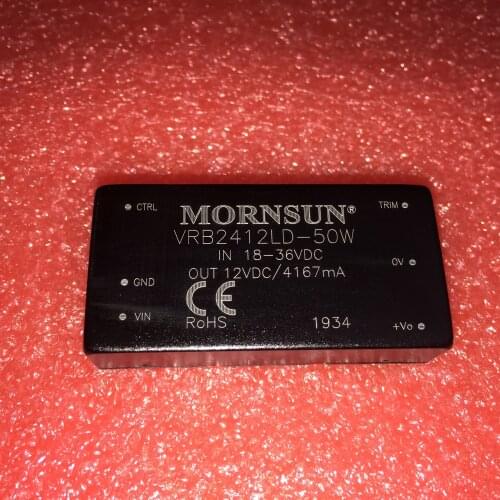 CTRL
MORNSUN®
TRIM
VRB2412LD-50W
IN 18-36VDC
0V
OUT 12VDC/4167mA
GND
CE
VIN
RoHS
1934
+Vo